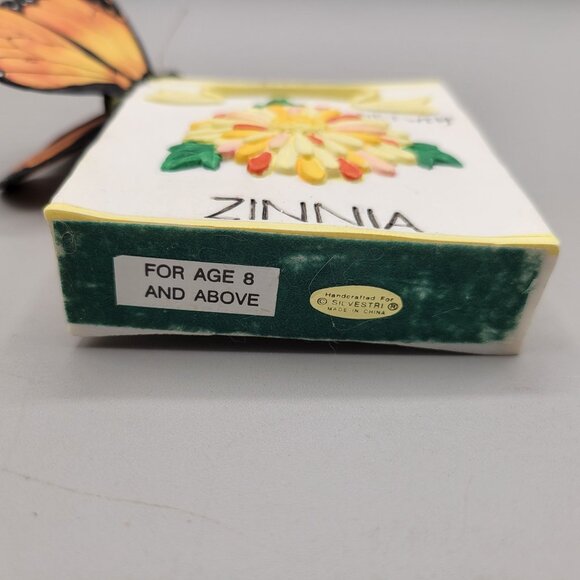 ZINNIA
FOR AGE 8
AND ABOVE
Handcrafted For
© SILVESTRI ®
MADE IN CHINA